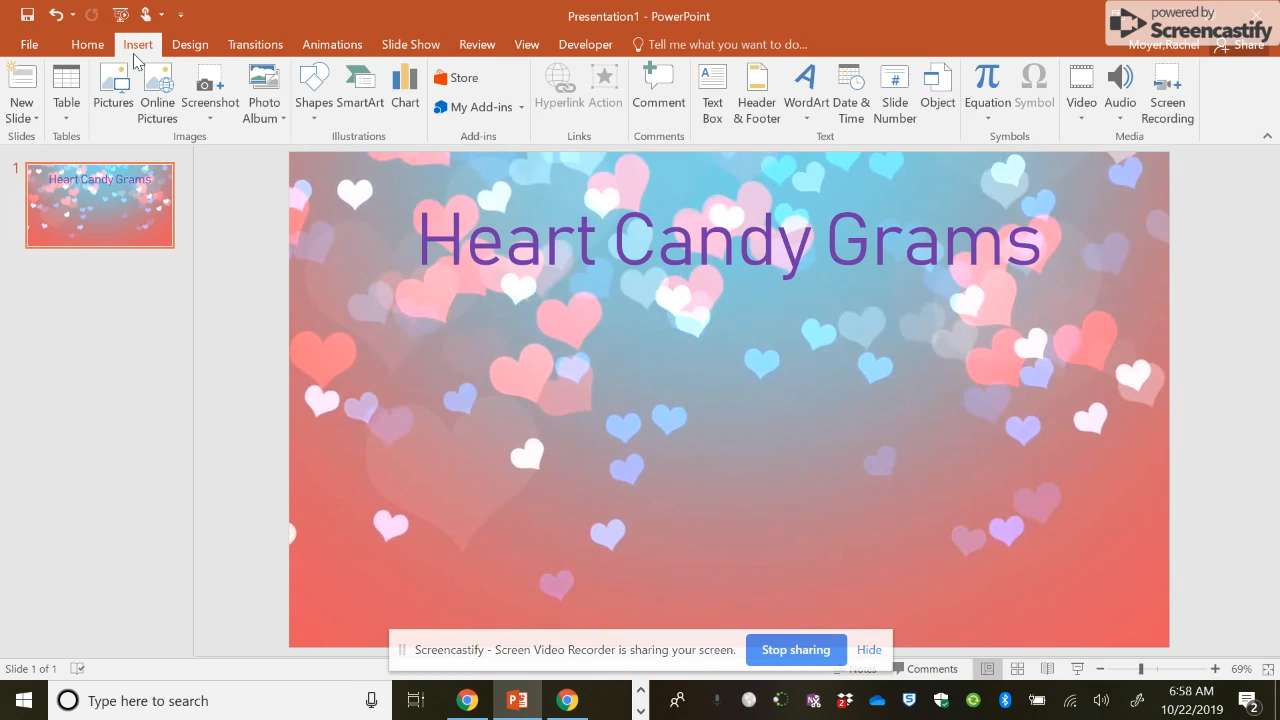 Presentation1 - PowerPoint
powered by
Screencastify
File Home Insert Design Transitions Animations Slide Show Review View Developer Tell me what you want to do...
Moyer,Rachel Share
New Slide
Table
Pictures
Online Pictures
Screenshot
Photo Album
Shapes
SmartArt
Chart
Store
My Add-ins
Hyperlink
Action
Comment
Text Box
Header & Footer
WordArt
Date & Time
Slide Number
Object
Equation
Symbol
Video
Audio
Screen Recording
Slides Tables Images Illustrations Add-ins Links Comments Text Symbols Media
1
Heart Candy Grams
Heart Candy Grams
Screencastify - Screen Video Recorder is sharing your screen. Stop sharing Hide
Slide 1 of 1 Notes Comments 69%
Type here to search
6:58 AM
10/22/2019
2
2